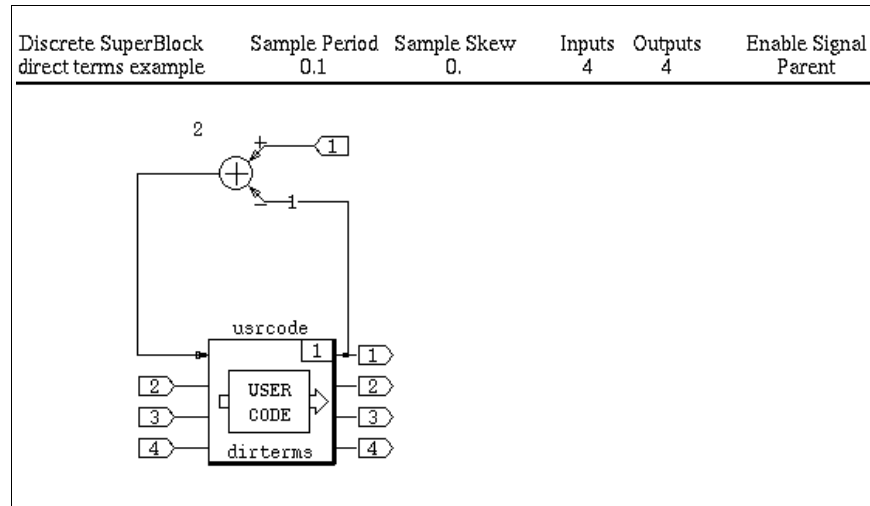 Discrete SuperBlock Sample Period Sample Skew Inputs Outputs Enable Signal
direct terms example 0.1 0. 4 4 Parent
2
+ 1
− 1
usrcode
1 1
2 USER 2
3 CODE 3
4 dirterms 4